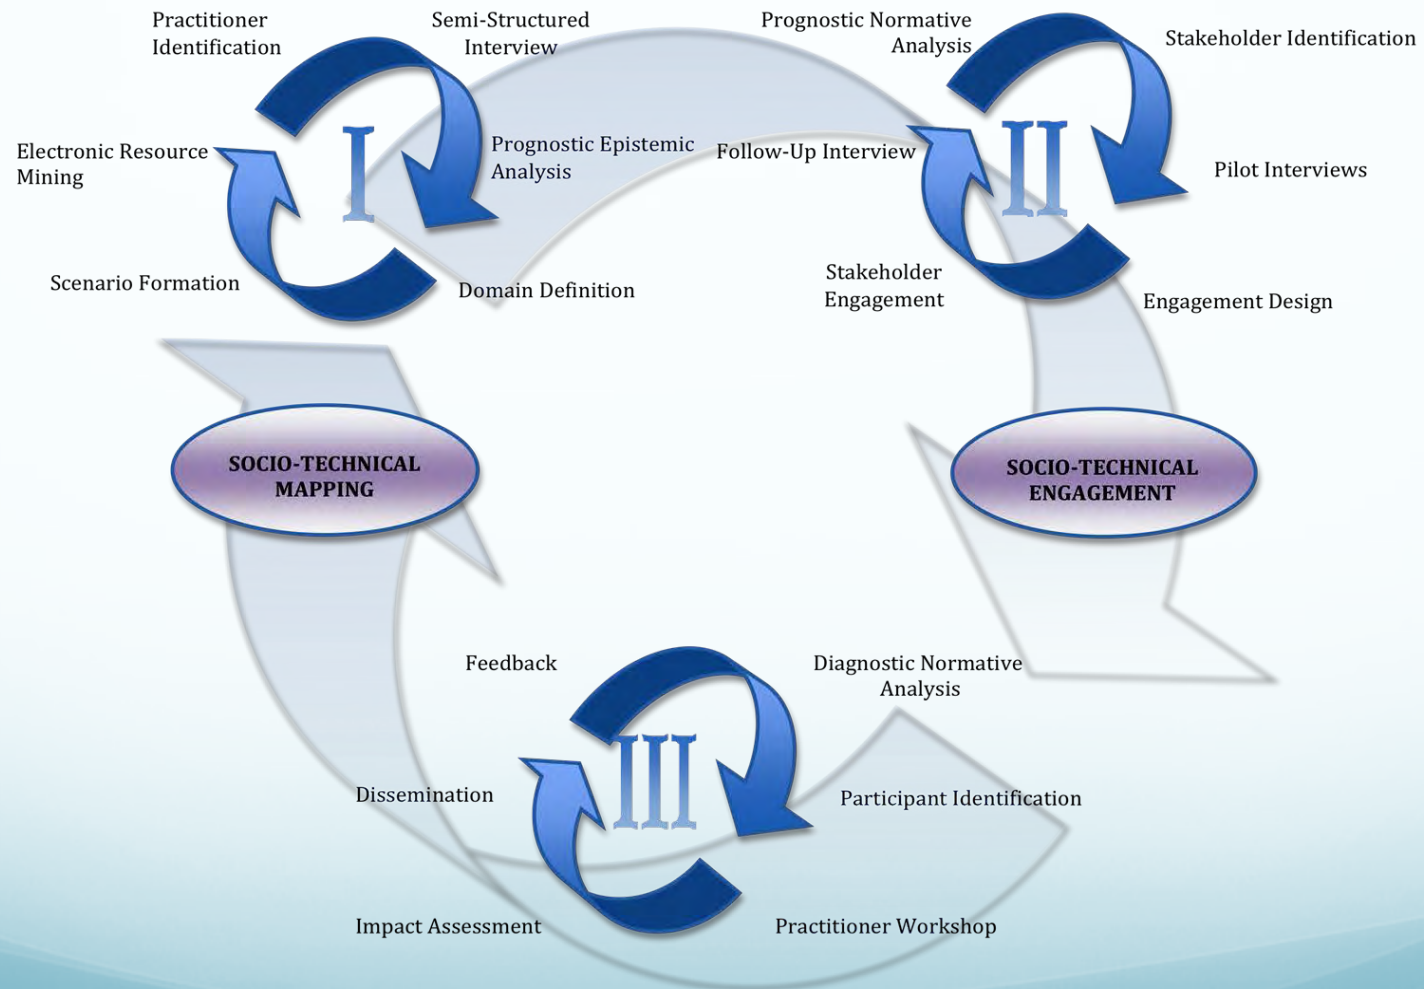 Practitioner
Identification
Semi-Structured
Interview
Prognostic Epistemic
Analysis
Domain Definition
Scenario Formation
Electronic Resource
Mining
I
Prognostic Normative
Analysis
Stakeholder Identification
Pilot Interviews
Engagement Design
Stakeholder
Engagement
Follow-Up Interview
II
SOCIO-TECHNICAL
MAPPING
SOCIO-TECHNICAL
ENGAGEMENT
Feedback
Diagnostic Normative
Analysis
Participant Identification
Practitioner Workshop
Impact Assessment
Dissemination
III